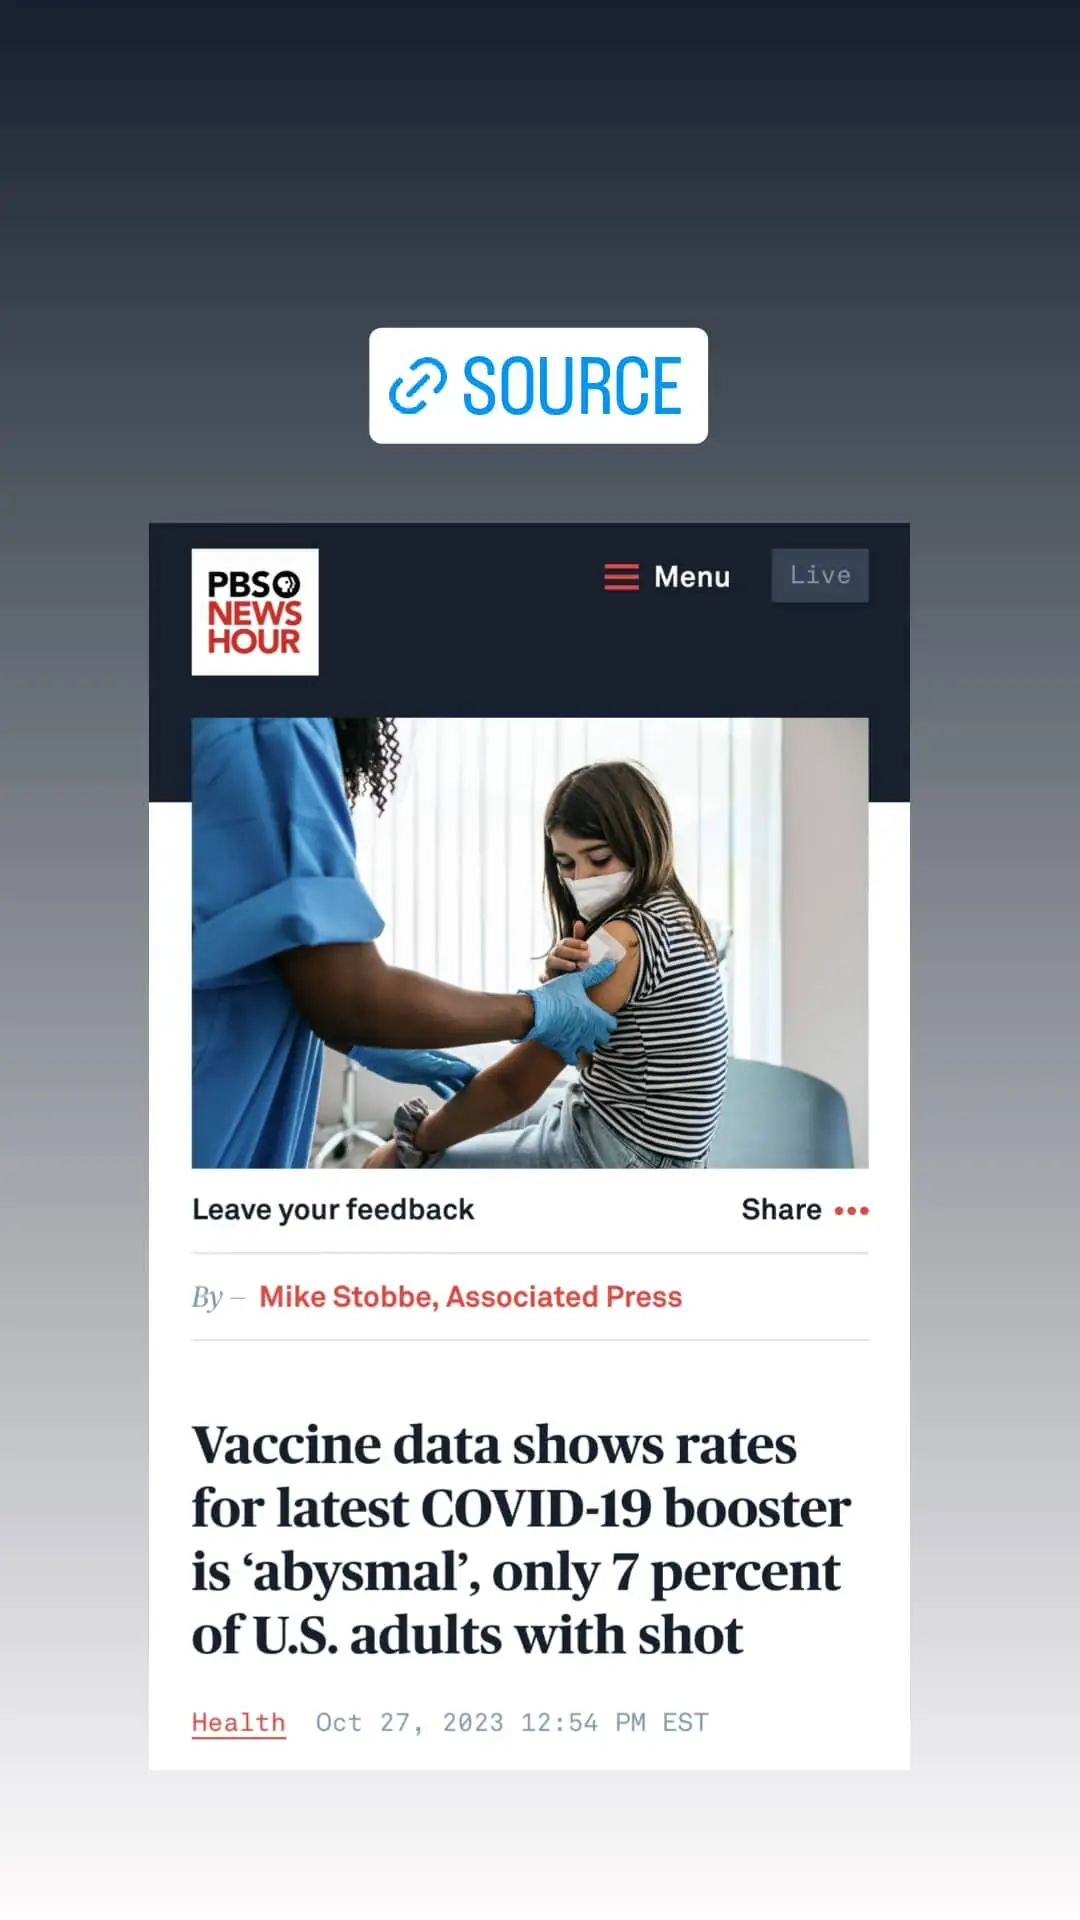 SOURCE
PBS
NEWS
HOUR
Menu
Live
Leave your feedback
Share
By – Mike Stobbe, Associated Press
Vaccine data shows rates
for latest COVID-19 booster
is ‘abysmal’, only 7 percent
of U.S. adults with shot
Health Oct 27, 2023 12:54 PM EST